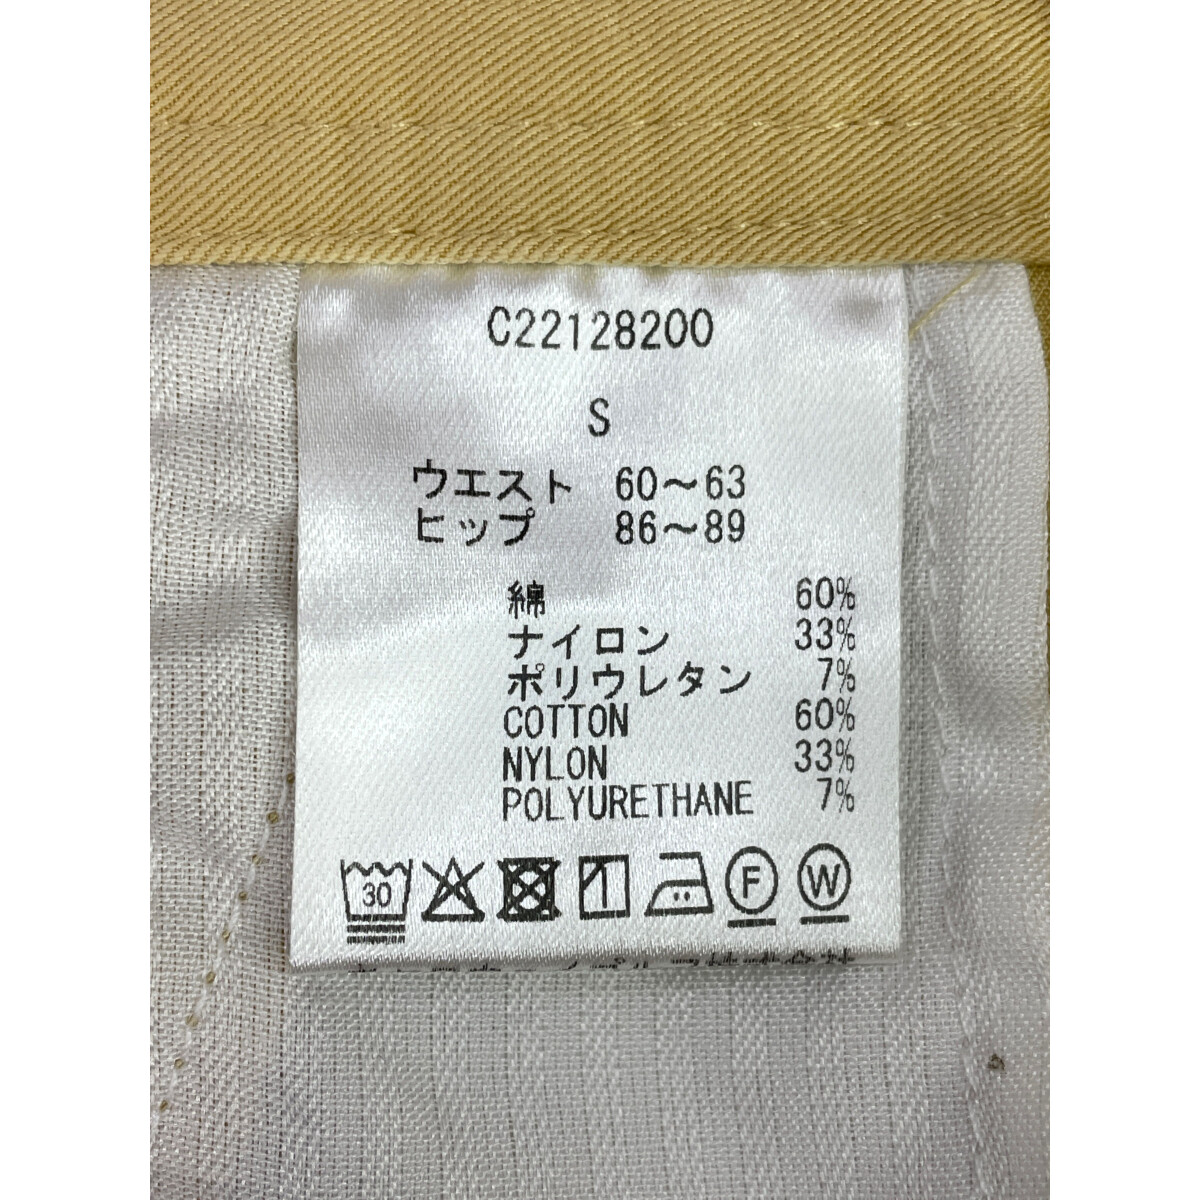 C22128200
S
ウエスト 60～63
ヒップ 86～89
綿 60%
ナイロン 33%
ポリウレタン 7%
COTTON 60%
NYLON 33%
POLYURETHANE 7%
30 F W